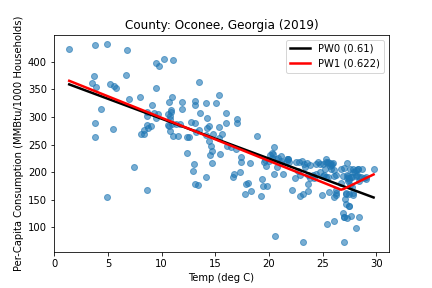 County: Oconee, Georgia (2019)
PW0 (0.61)
PW1 (0.622)
Per-Capita Consumption (MMBtu/1000 Households)
400
350
300
250
200
150
100
0 5 10 15 20 25 30
Temp (deg C)